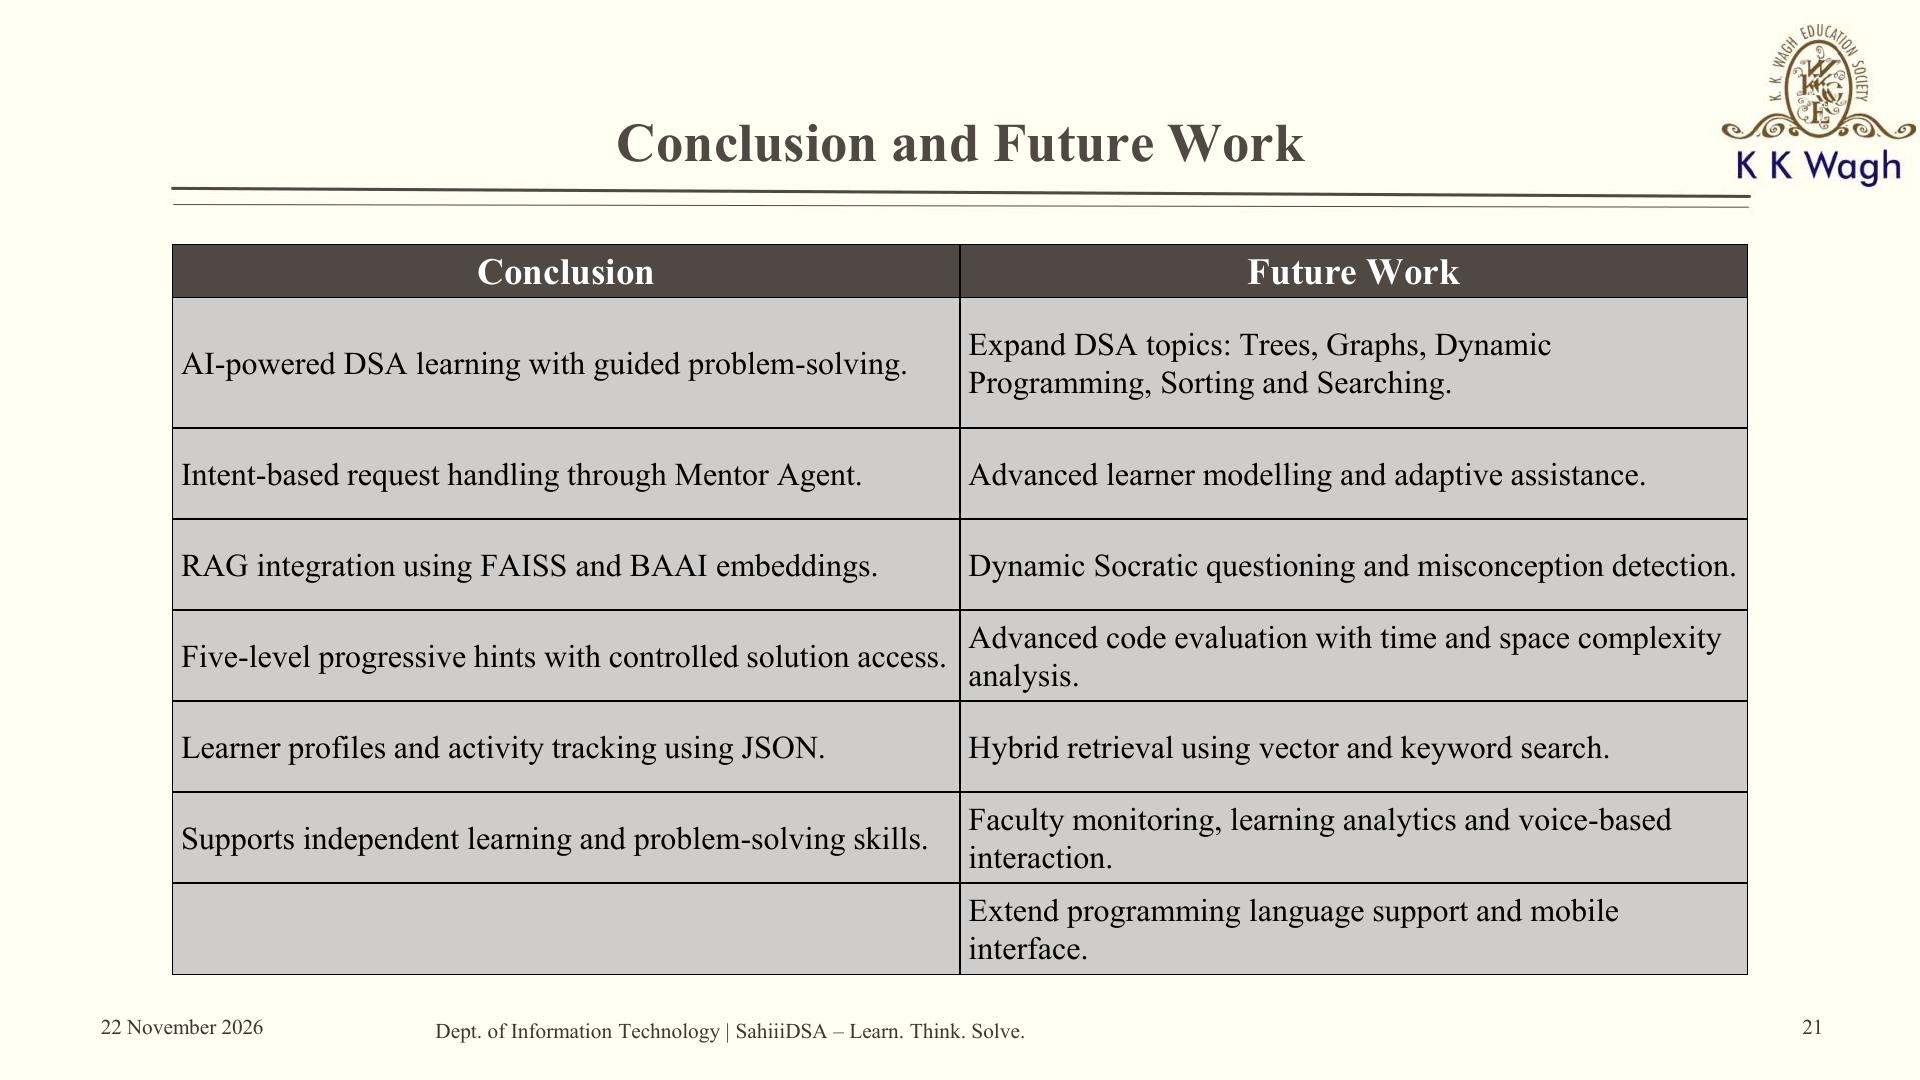 K. K. WAGH EDUCATION SOCIETY
K K Wagh
Conclusion and Future Work
Conclusion
Future Work
AI-powered DSA learning with guided problem-solving.
Expand DSA topics: Trees, Graphs, Dynamic
Programming, Sorting and Searching.
Intent-based request handling through Mentor Agent.
Advanced learner modelling and adaptive assistance.
RAG integration using FAISS and BAAI embeddings.
Dynamic Socratic questioning and misconception detection.
Five-level progressive hints with controlled solution access.
Advanced code evaluation with time and space complexity
analysis.
Learner profiles and activity tracking using JSON.
Hybrid retrieval using vector and keyword search.
Supports independent learning and problem-solving skills.
Faculty monitoring, learning analytics and voice-based
interaction.
Extend programming language support and mobile
interface.
22 November 2026
Dept. of Information Technology | SahiiiDSA – Learn. Think. Solve.
21